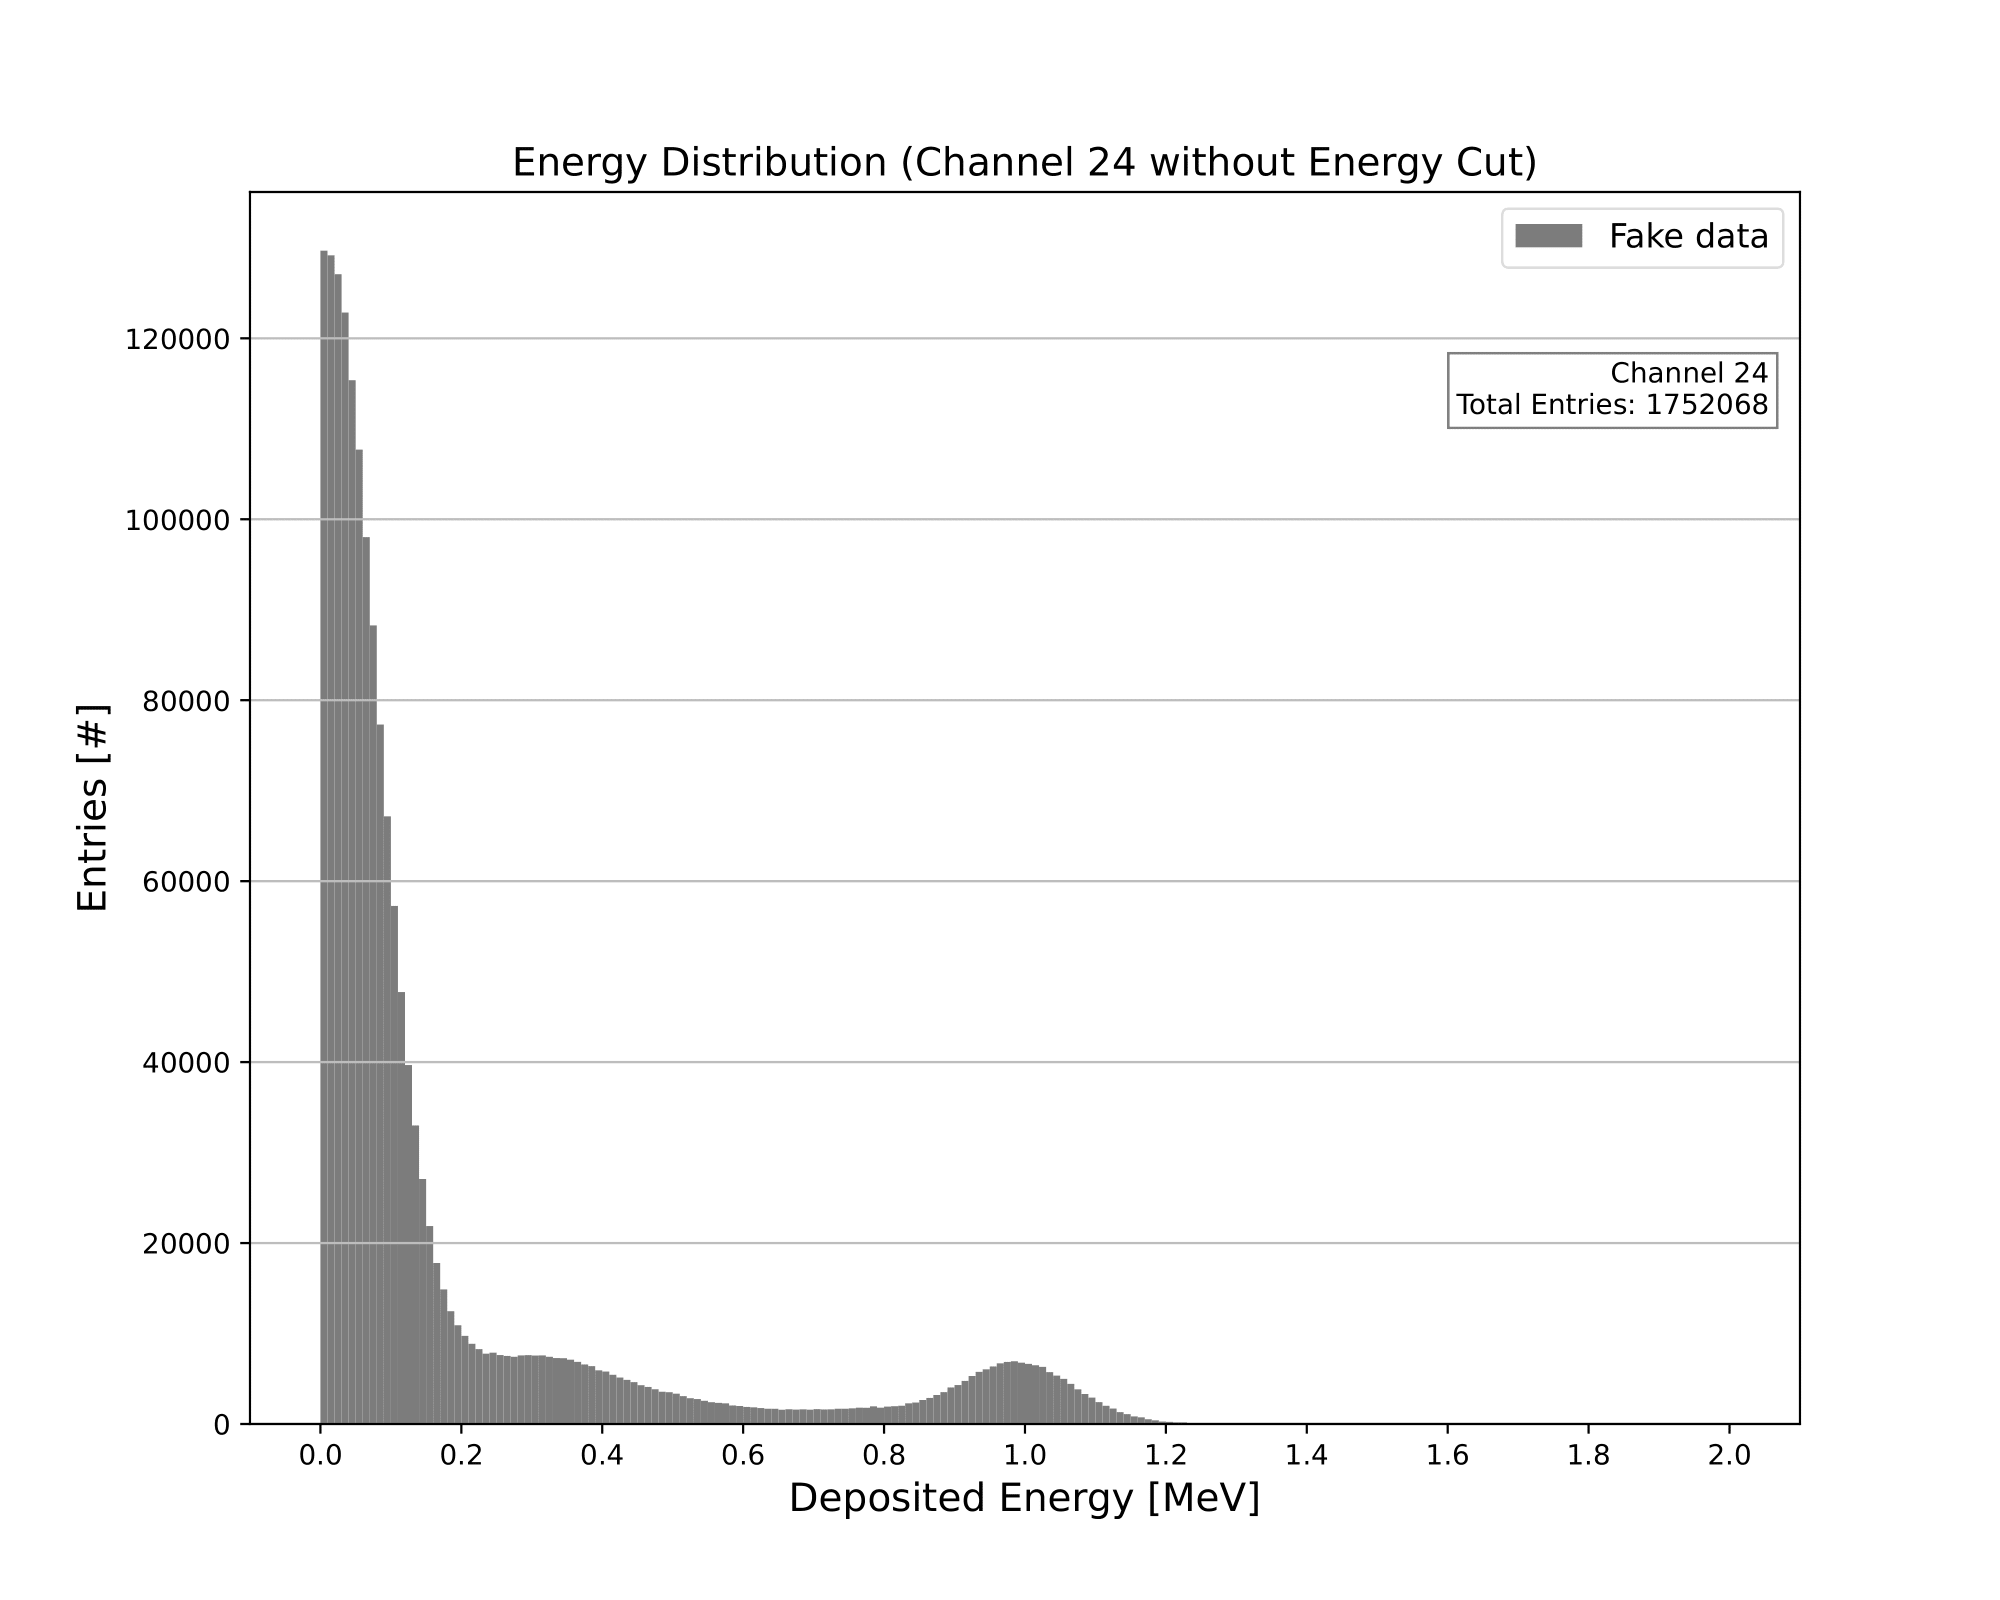 Energy Distribution (Channel 24 without Energy Cut)
Fake data
Channel 24
Total Entries: 1752068
Entries [#]
120000
100000
80000
60000
40000
20000
0
0.0 0.2 0.4 0.6 0.8 1.0 1.2 1.4 1.6 1.8 2.0
Deposited Energy [MeV]